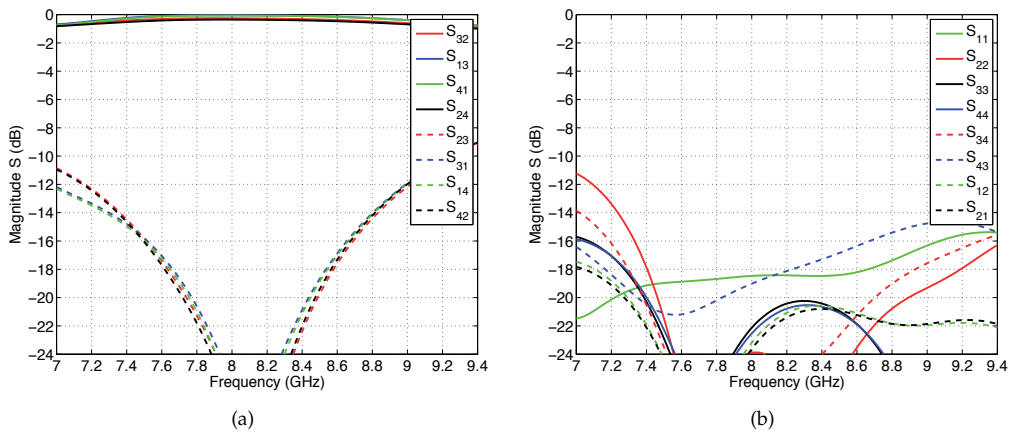 0
−2
−4
−6
−8
−10
−12
−14
−16
−18
−20
−22
−24
Magnitude S (dB)
7 7.2 7.4 7.6 7.8 8 8.2 8.4 8.6 8.8 9 9.2 9.4
Frequency (GHz)
S32
S13
S41
S24
S23
S31
S14
S42
(a)
0
−2
−4
−6
−8
−10
−12
−14
−16
−18
−20
−22
−24
Magnitude S (dB)
7 7.2 7.4 7.6 7.8 8 8.2 8.4 8.6 8.8 9 9.2 9.4
Frequency (GHz)
S11
S22
S33
S44
S34
S43
S12
S21
(b)